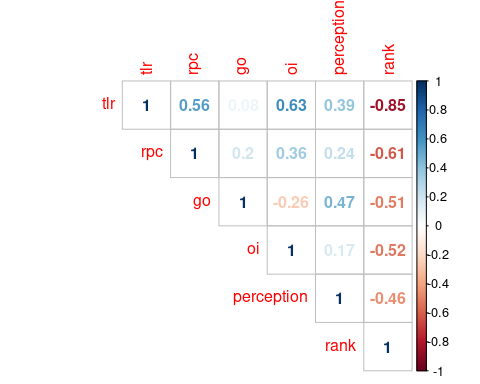 tlr rpc go oi perception rank
tlr 1 0.56 0.08 0.63 0.39 -0.85 1
0.8
rpc 1 0.2 0.36 0.24 -0.61 0.6
0.4
go 1 -0.26 0.47 -0.51 0.2
0
oi 1 0.17 -0.52 -0.2
-0.4
perception 1 -0.46 -0.6
-0.8
rank 1 -1